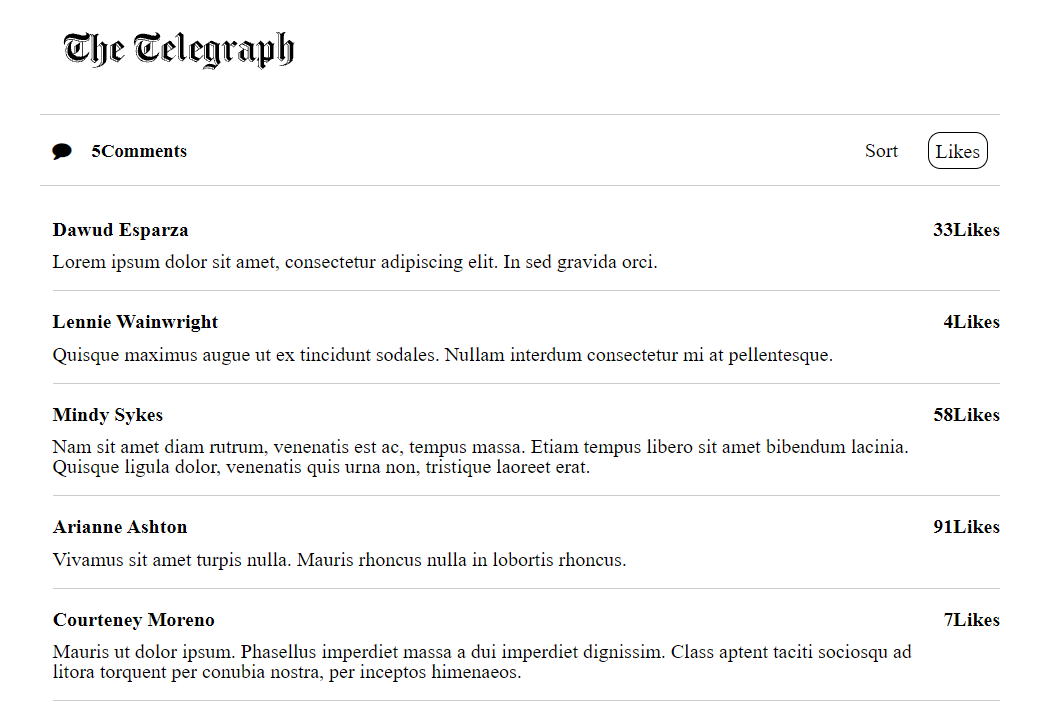 The Telegraph
5Comments
Sort
Likes
Dawud Esparza
33Likes
Lorem ipsum dolor sit amet, consectetur adipiscing elit. In sed gravida orci.
Lennie Wainwright
4Likes
Quisque maximus augue ut ex tincidunt sodales. Nullam interdum consectetur mi at pellentesque.
Mindy Sykes
58Likes
Nam sit amet diam rutrum, venenatis est ac, tempus massa. Etiam tempus libero sit amet bibendum lacinia.
Quisque ligula dolor, venenatis quis urna non, tristique laoreet erat.
Arianne Ashton
91Likes
Vivamus sit amet turpis nulla. Mauris rhoncus nulla in lobortis rhoncus.
Courteney Moreno
7Likes
Mauris ut dolor ipsum. Phasellus imperdiet massa a dui imperdiet dignissim. Class aptent taciti sociosqu ad
litora torquent per conubia nostra, per inceptos himenaeos.